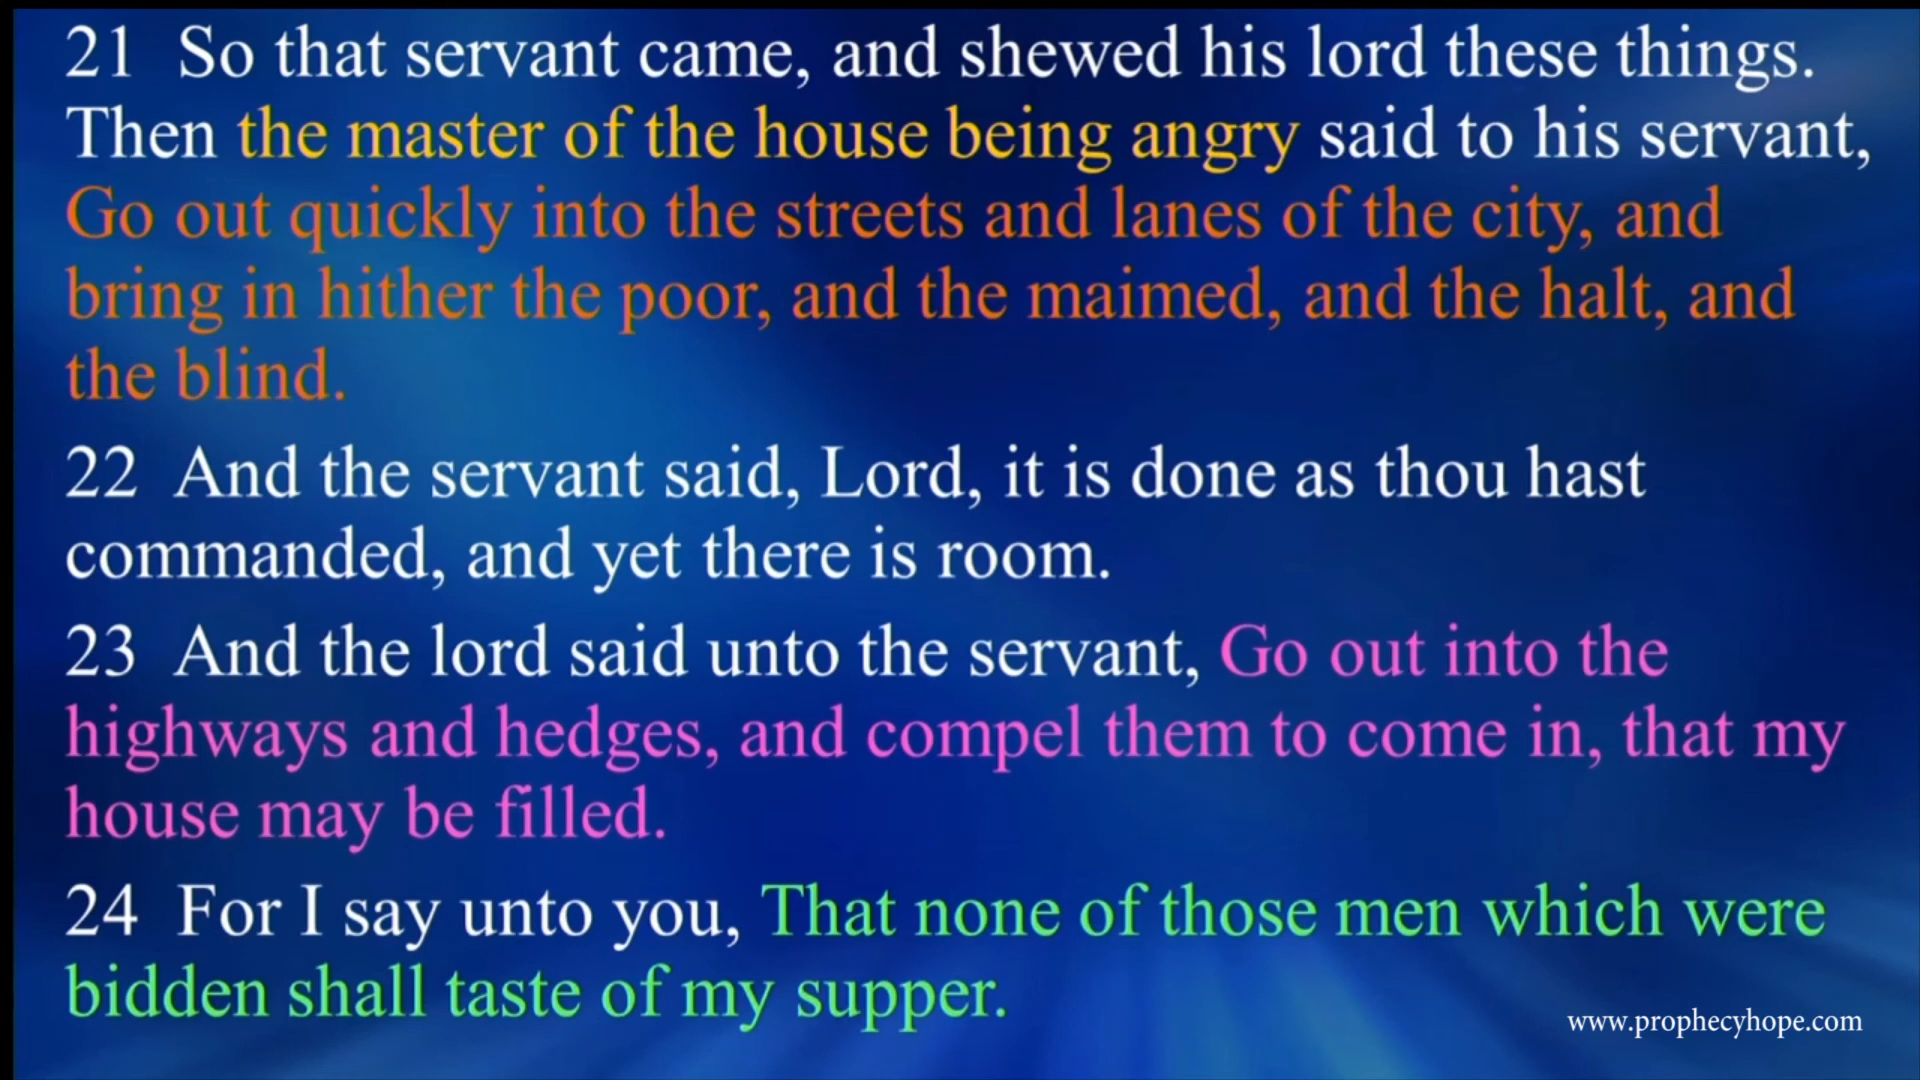 21 So that servant came, and shewed his lord these things.
Then the master of the house being angry said to his servant,
Go out quickly into the streets and lanes of the city, and
bring in hither the poor, and the maimed, and the halt, and
the blind.
22 And the servant said, Lord, it is done as thou hast
commanded, and yet there is room.
23 And the lord said unto the servant, Go out into the
highways and hedges, and compel them to come in, that my
house may be filled.
24 For I say unto you, That none of those men which were
bidden shall taste of my supper.
www.prophecyhope.com